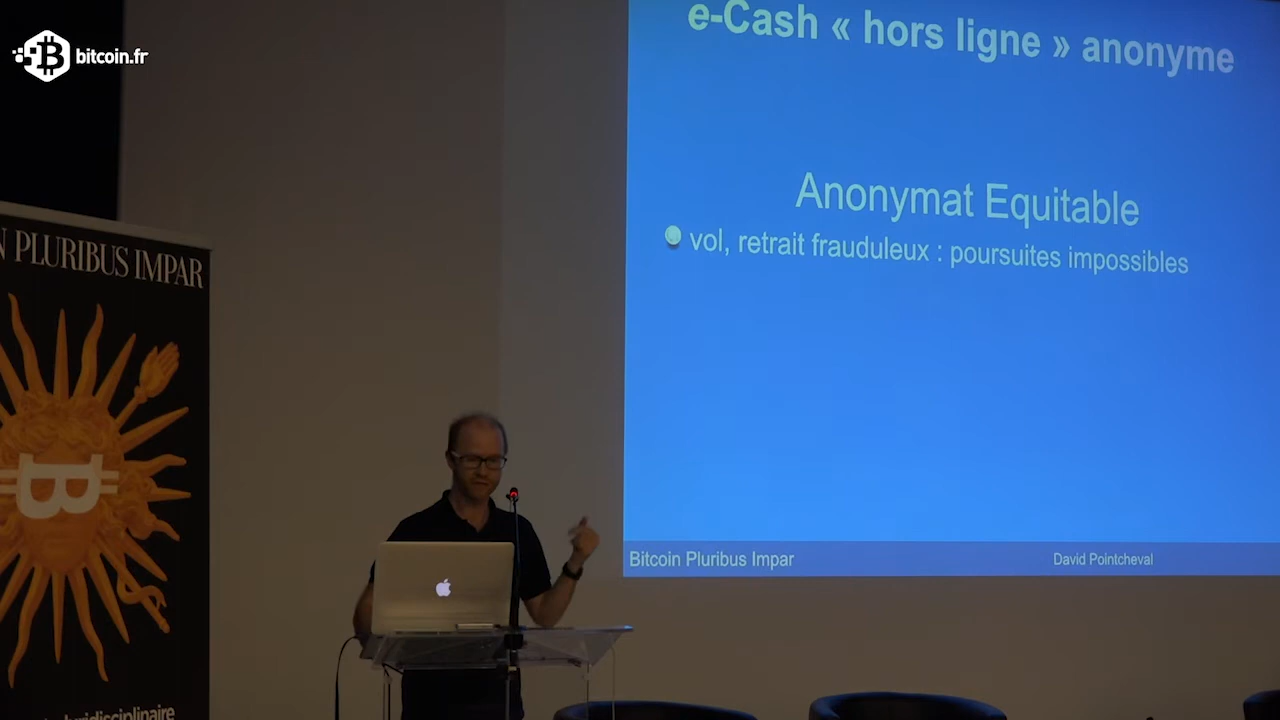 bitcoin.fr
e-Cash « hors ligne » anonyme
Anonymat Equitable
vol, retrait frauduleux : poursuites impossibles
Bitcoin Pluribus Impar
David Pointcheval
PLURIBUS IMPAR